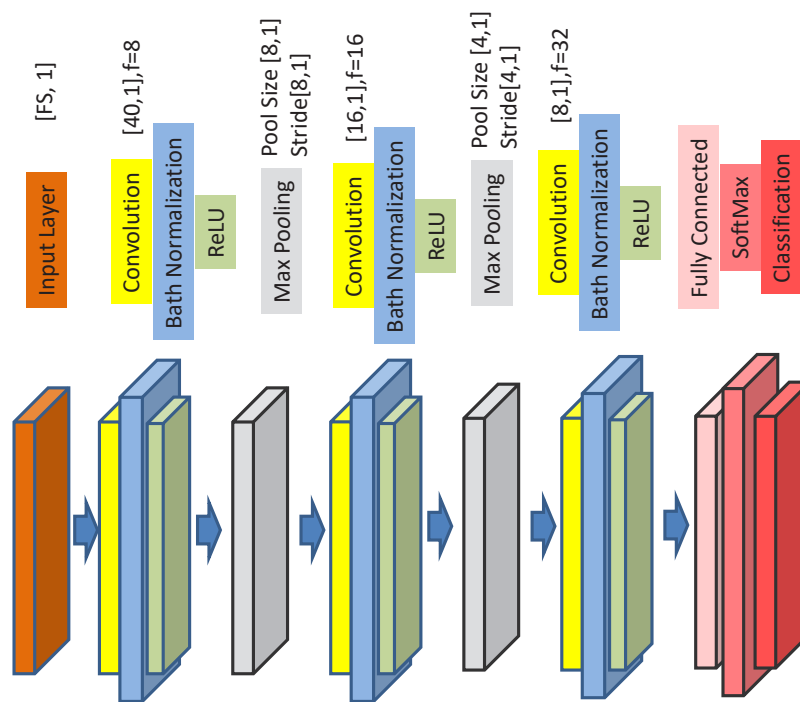 Input Layer
[FS, 1]
Convolution
[40,1],f=8
Bath Normalization
ReLU
Max Pooling
Pool Size [8,1]
Stride[8,1]
Convolution
[16,1],f=16
Bath Normalization
ReLU
Max Pooling
Pool Size [4,1]
Stride[4,1]
Convolution
[8,1],f=32
Bath Normalization
ReLU
Fully Connected
SoftMax
Classification